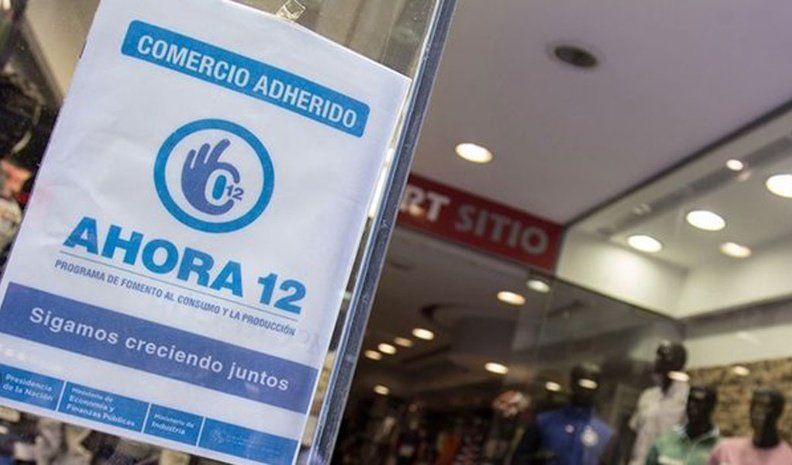 COMERCIO ADHERIDO
12
AHORA 12
PROGRAMA DE FOMENTO AL CONSUMO Y LA PRODUCCIÓN
Sigamos creciendo juntos
Presidencia
de la Nación
Ministerio de
Economía y
Finanzas Públicas
Ministerio
de Industria
RT SITIO